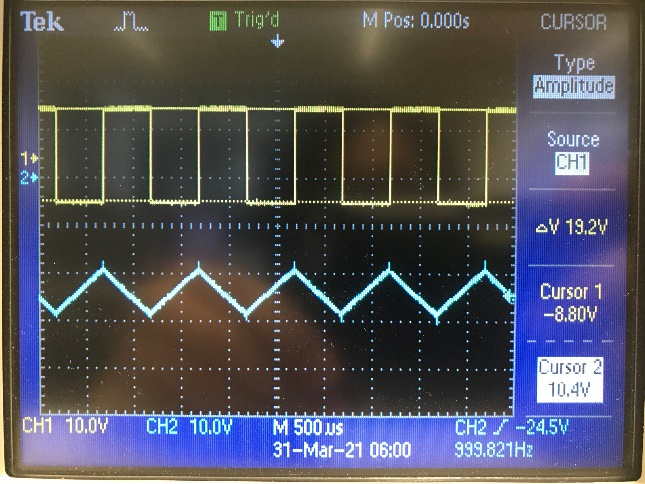 Tek T Trig'd M Pos: 0.000s CURSOR
Type
Amplitude
Source
CH1
1
2
ΔV 19.2V
Cursor 1
-8.80V
Cursor 2
10.4V
CH1 10.0V CH2 10.0V M 500µs CH2 -24.5V
31-Mar-21 06:00 999.821Hz